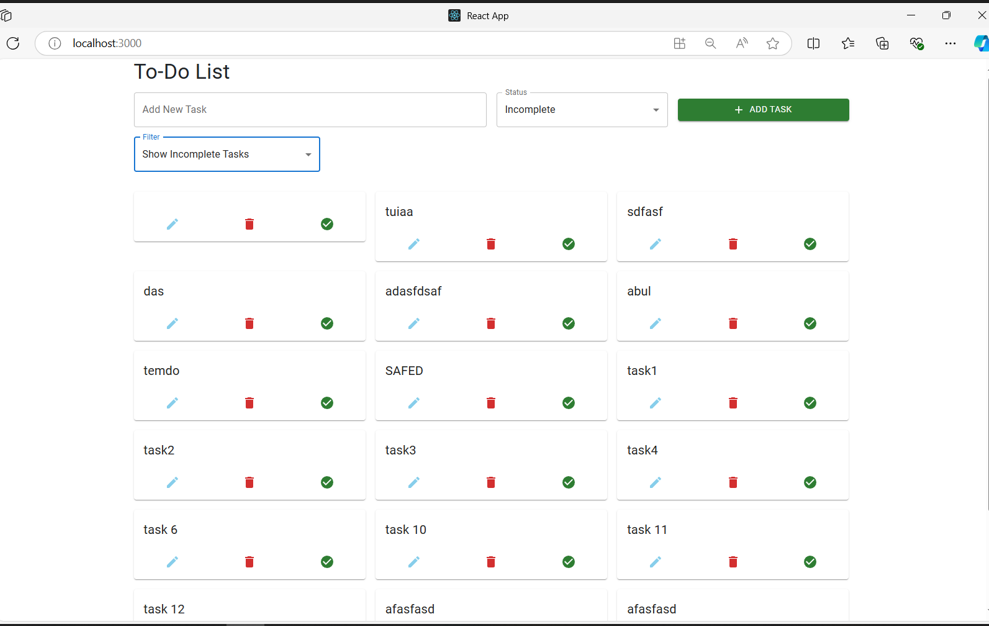 React App
localhost:3000
To-Do List
Add New Task
Status
Incomplete
ADD TASK
Filter
Show Incomplete Tasks
tuiaa
sdfasf
das
adasfdsaf
abul
temdo
SAFED
task1
task2
task3
task4
task 6
task 10
task 11
task 12
afasfasd
afasfasd